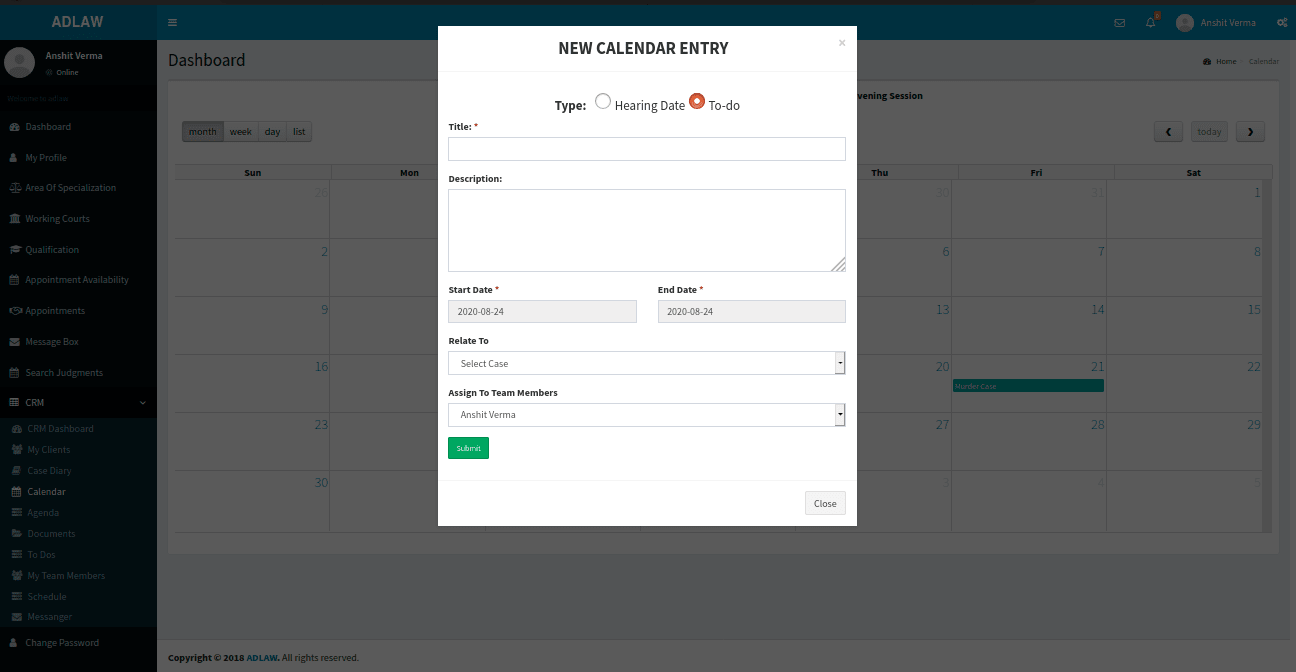 ADLAW
Anshit Verma
Anshit Verma
Online
Welcome to adlaw
Dashboard
My Profile
Area Of Specialization
Working Courts
Qualification
Appointment Availability
Appointments
Message Box
Search Judgments
CRM
CRM Dashboard
My Clients
Case Diary
Calendar
Agenda
Documents
To Dos
My Team Members
Schedule
Messanger
Change Password
Dashboard
Home Calendar
vening Session
month week day list
today
Sun Mon Thu Fri Sat
26 30 31 1
2 6 7 8
9 13 14 15
16 20 21 22
Murder Case
23 27 28 29
30 3 4 5
NEW CALENDAR ENTRY
×
Type: Hearing Date To-do
Title: *
Description:
Start Date * End Date *
2020-08-24 2020-08-24
Relate To
Select Case
Assign To Team Members
Anshit Verma
Submit
Close
Copyright © 2018 ADLAW. All rights reserved.